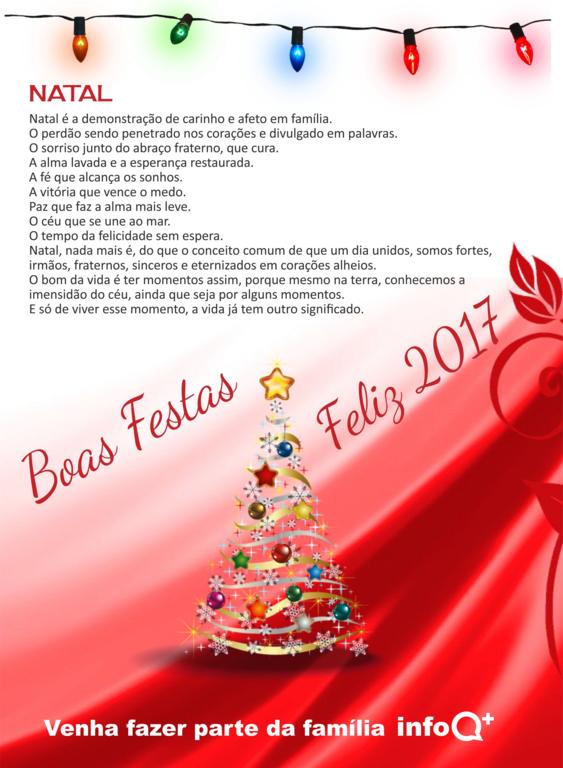 NATAL
Natal é a demonstração de carinho e afeto em família.
O perdão sendo penetrado nos corações e divulgado em palavras.
O sorriso junto do abraço fraterno, que cura.
A alma lavada e a esperança restaurada.
A fé que alcança os sonhos.
A vitória que vence o medo.
Paz que faz a alma mais leve.
O céu que se une ao mar.
O tempo da felicidade sem espera.
Natal, nada mais é, do que o conceito comum de que um dia unidos, somos fortes,
irmãos, fraternos, sinceros e eternizados em corações alheios.
O bom da vida é ter momentos assim, porque mesmo na terra, conhecemos a
imensidão do céu, ainda que seja por alguns momentos.
E só de viver esse momento, a vida já tem outro significado.
Boas Festas
Feliz 2017
Venha fazer parte da família infoQ+